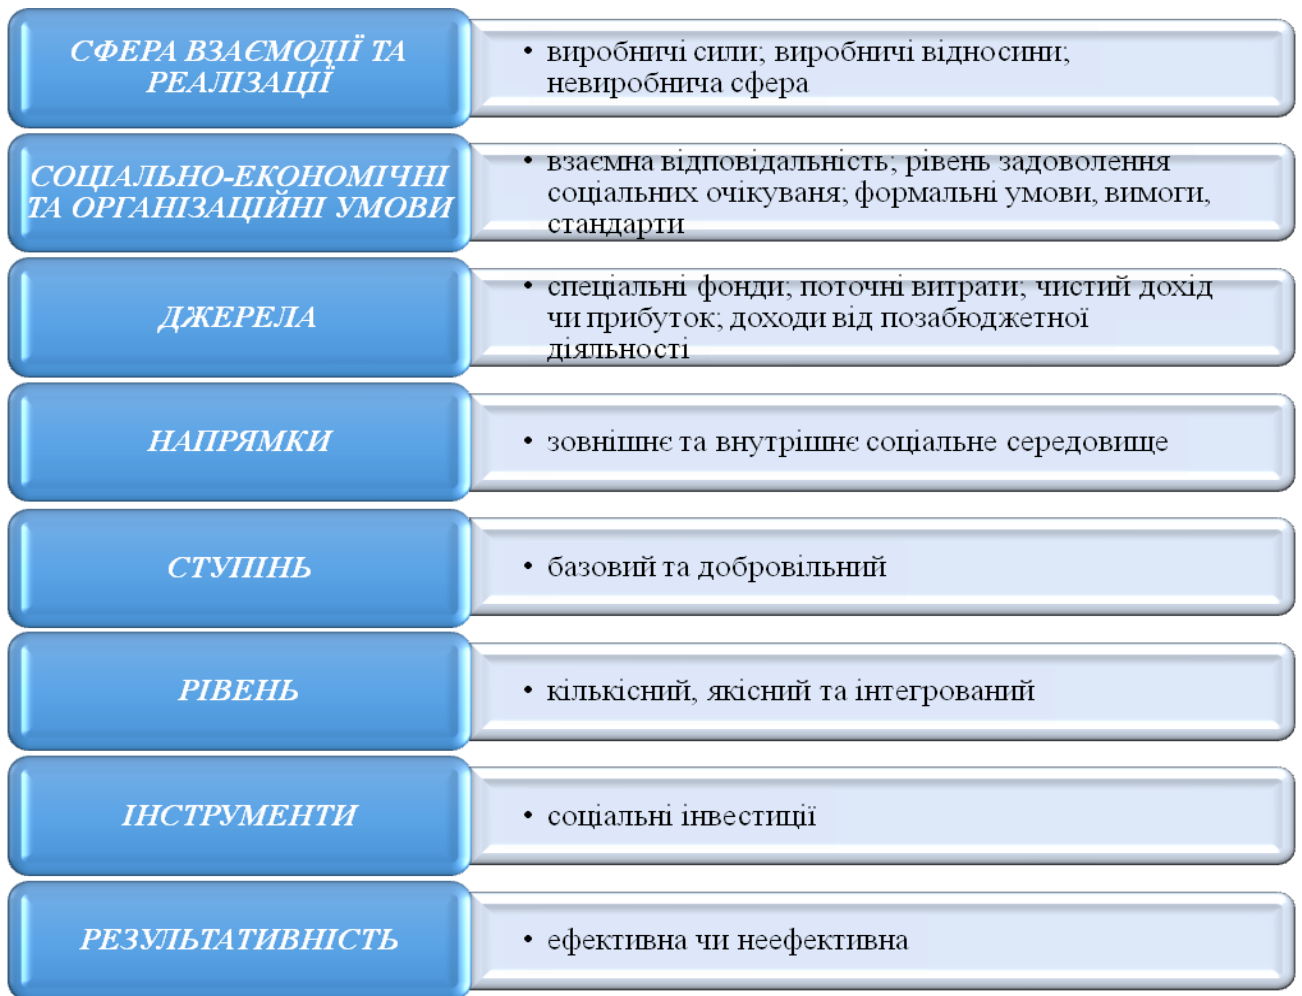 СФЕРА ВЗАЄМОДІЇ ТА
РЕАЛІЗАЦІЇ
• виробничі сили; виробничі відносини;
невиробнича сфера
СОЦІАЛЬНО-ЕКОНОМІЧНІ
ТА ОРГАНІЗАЦІЙНІ УМОВИ
• взаємна відповідальність; рівень задоволення
соціальних очікуваня; формальні умови, вимоги,
стандарти
ДЖЕРЕЛА
• спеціальні фонди; поточні витрати; чистий дохід
чи прибуток; доходи від позабюджетної
діяльності
НАПРЯМКИ
• зовнішнє та внутрішнє соціальне середовище
СТУПІНЬ
• базовий та добровільний
РІВЕНЬ
• кількісний, якісний та інтегрований
ІНСТРУМЕНТИ
• соціальні інвестиції
РЕЗУЛЬТАТИВНІСТЬ
• ефективна чи неефективна